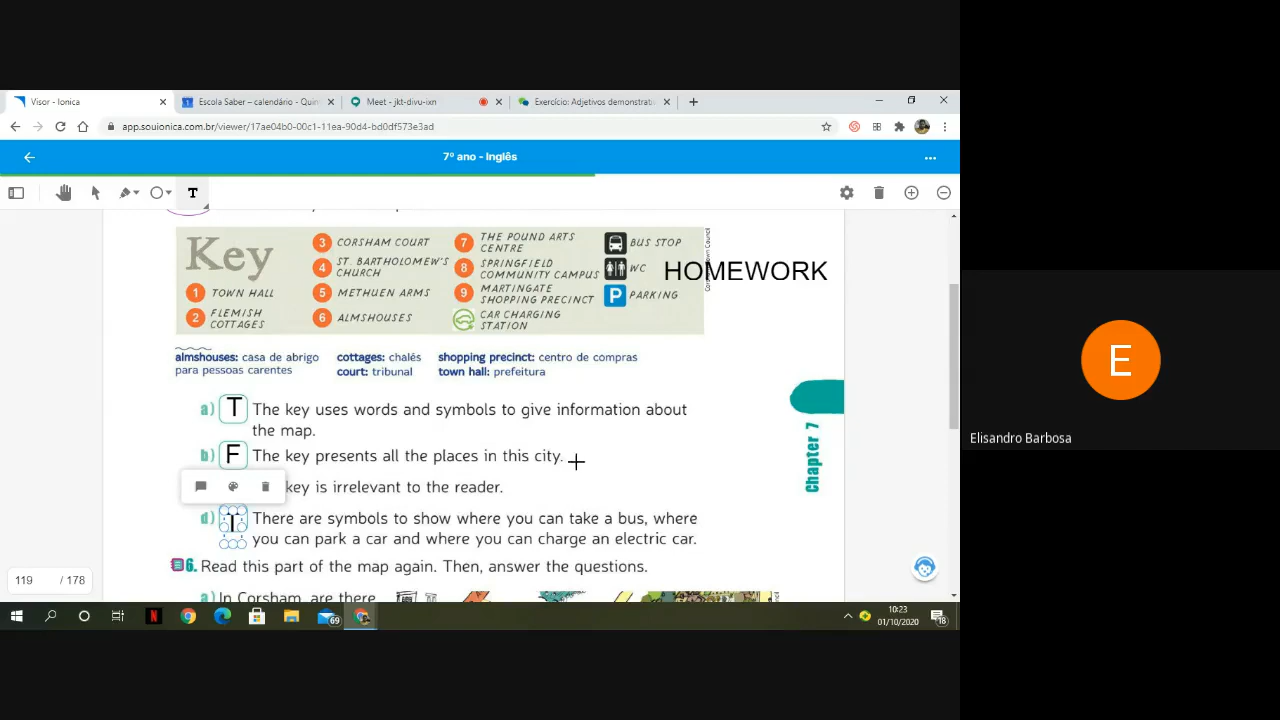 Visor - Ionica
Escola Saber – calendário - Quin
Meet - jkt-divu-ixn
Exercício: Adjetivos demonstrati
app.souionica.com.br/viewer/17ae04b0-00c1-11ea-90d4-bd0df573e3ad
7º ano - Inglês
T
Key
1 TOWN HALL
2 FLEMISH
COTTAGES
3 CORSHAM COURT
4 ST. BARTHOLOMEW'S
CHURCH
5 METHUEN ARMS
6 ALMSHOUSES
7 THE POUND ARTS
CENTRE
8 SPRINGFIELD
COMMUNITY CAMPUS
9 MARTINGATE
SHOPPING PRECINCT
CAR CHARGING
STATION
BUS STOP
WC
P PARKING
HOMEWORK
almshouses: casa de abrigo
para pessoas carentes
cottages: chalés
court: tribunal
shopping precinct: centro de compras
town hall: prefeitura
a) T The key uses words and symbols to give information about
the map.
b) F The key presents all the places in this city.
key is irrelevant to the reader.
d) T There are symbols to show where you can take a bus, where
you can park a car and where you can charge an electric car.
6. Read this part of the map again. Then, answer the questions.
a) In Corsham, are there
Chapter 7
119 / 178
69
10:23
01/10/2020
18
E
Elisandro Barbosa